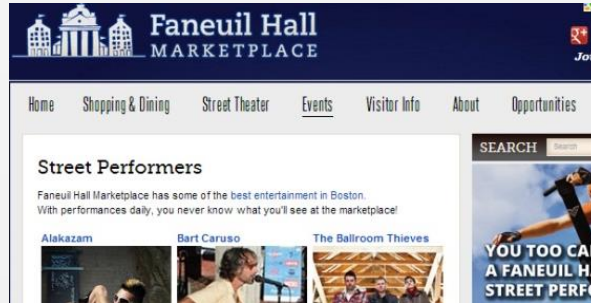 Faneuil Hall
MARKETPLACE
Home Shopping & Dining Street Theater Events Visitor Info About Opportunities
SEARCH Search
Street Performers
Faneuil Hall Marketplace has some of the best entertainment in Boston.
With performances daily, you never know what you'll see at the marketplace!
Alakazam Bart Caruso The Ballroom Thieves
YOU TOO CA
A FANEUIL H
STREET PERFO